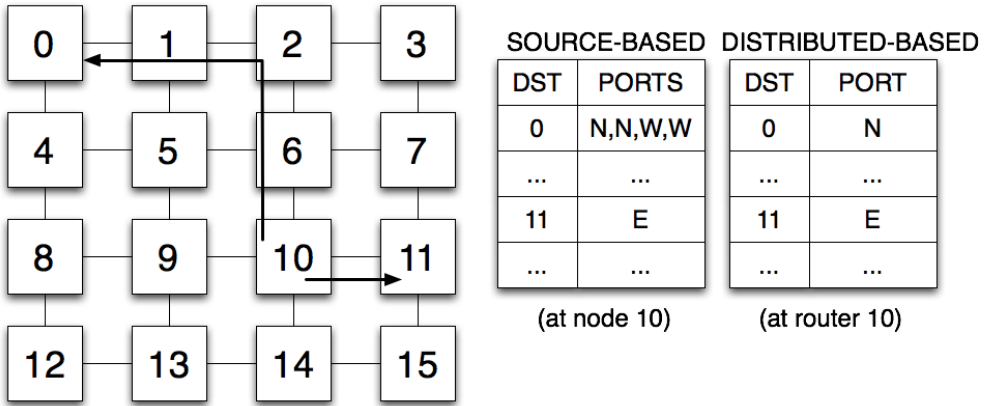 0 1 2 3
4 5 6 7
8 9 10 11
12 13 14 15
SOURCE-BASED
DST PORTS
0 N,N,W,W
... ...
11 E
... ...
(at node 10)
DISTRIBUTED-BASED
DST PORT
0 N
... ...
11 E
... ...
(at router 10)